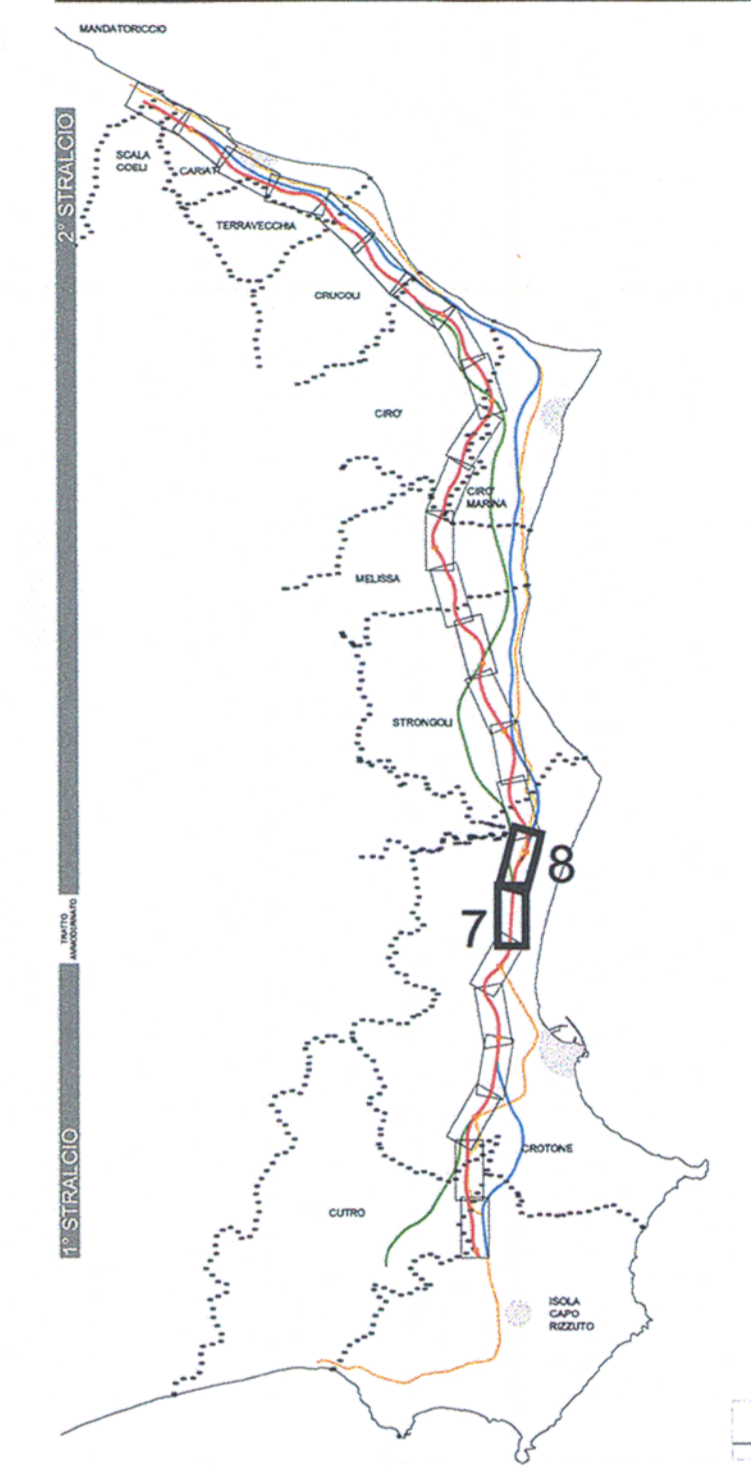 MANDATORICCIO
2° STRALCIO
SCALA
COELI
CARIATI
TERRAVECCHIA
CRUCOLI
CIRO'
CIRO'
MARINA
MELISSA
STRONGOLI
8
7
TRATTO
AMMODERNATO
1° STRALCIO
CROTONE
CUTRO
ISOLA
CAPO
RIZZUTO